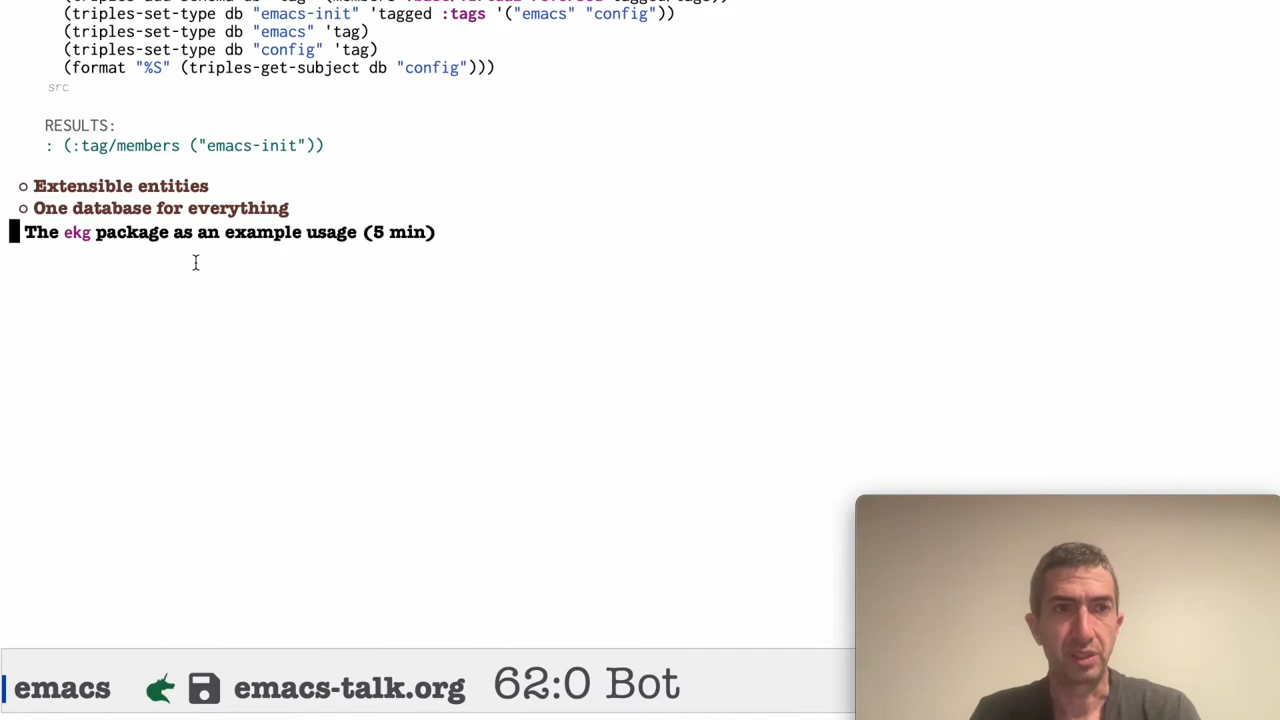 (triples-set-type db "emacs-init" 'tagged :tags '("emacs" "config"))
(triples-set-type db "emacs" 'tag)
(triples-set-type db "config" 'tag)
(format "%S" (triples-get-subject db "config")))
src
RESULTS:
: (:tag/members ("emacs-init"))
○ Extensible entities
○ One database for everything
The ekg package as an example usage (5 min)
emacs emacs-talk.org 62:0 Bot